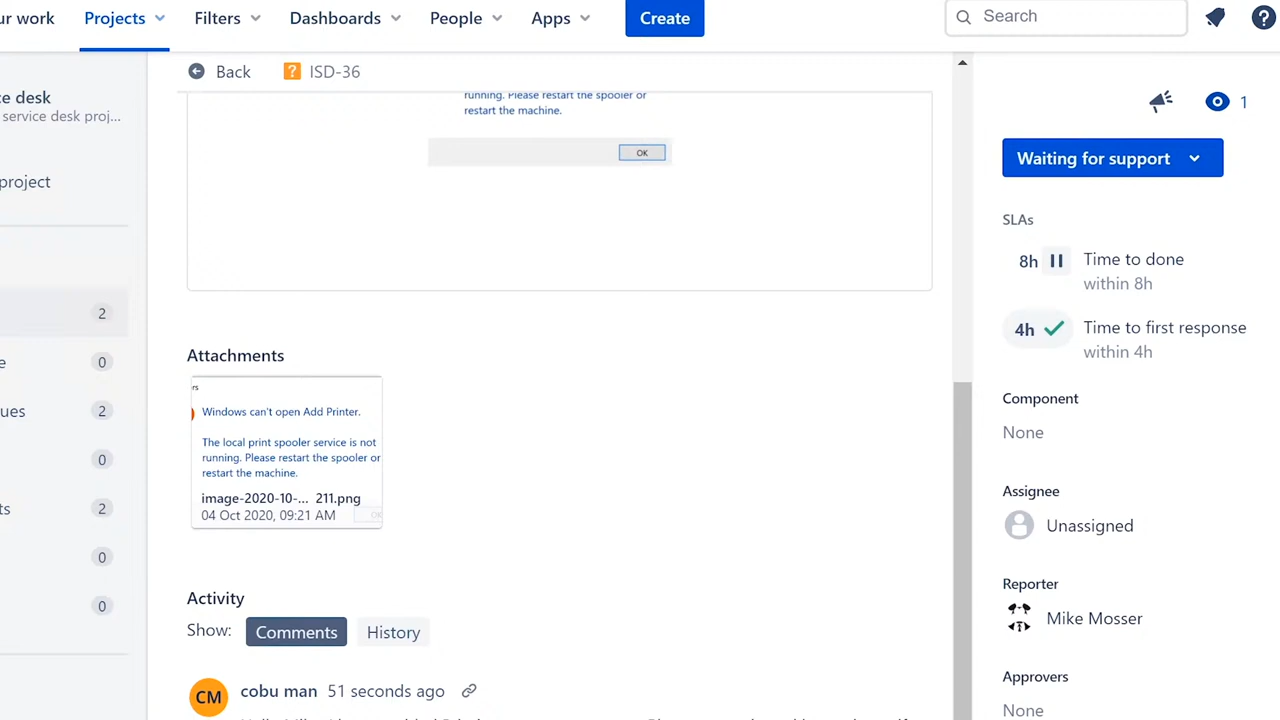 ur work Projects Filters Dashboards People Apps Create Search ?
Back ? ISD-36
running. Please restart the spooler or
restart the machine.
OK
ce desk
service desk proj...
project
2
e 0
ues 2
0
ts 2
0
0
Attachments
rs
Windows can't open Add Printer.
The local print spooler service is not
running. Please restart the spooler or
restart the machine.
image-2020-10-... 211.png
04 Oct 2020, 09:21 AM
OK
Activity
Show: Comments History
CM cobu man 51 seconds ago
1
Waiting for support
SLAs
8h Time to done
within 8h
4h Time to first response
within 4h
Component
None
Assignee
Unassigned
Reporter
Mike Mosser
Approvers
None